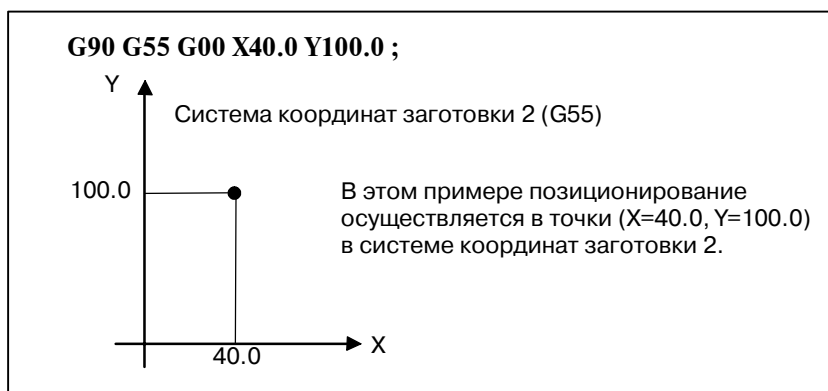 G90 G55 G00 X40.0 Y100.0 ;
Y
Система координат заготовки 2 (G55)
100.0
В этом примере позиционирование
осуществляется в точки (X=40.0, Y=100.0)
в системе координат заготовки 2.
X
40.0